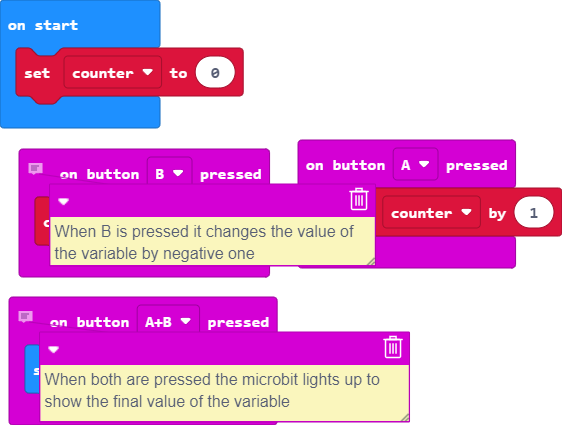 on start
set counter to 0
on button B pressed
on button A pressed
counter by 1
When B is pressed it changes the value of
the variable by negative one
on button A+B pressed
When both are pressed the microbit lights up to
show the final value of the variable